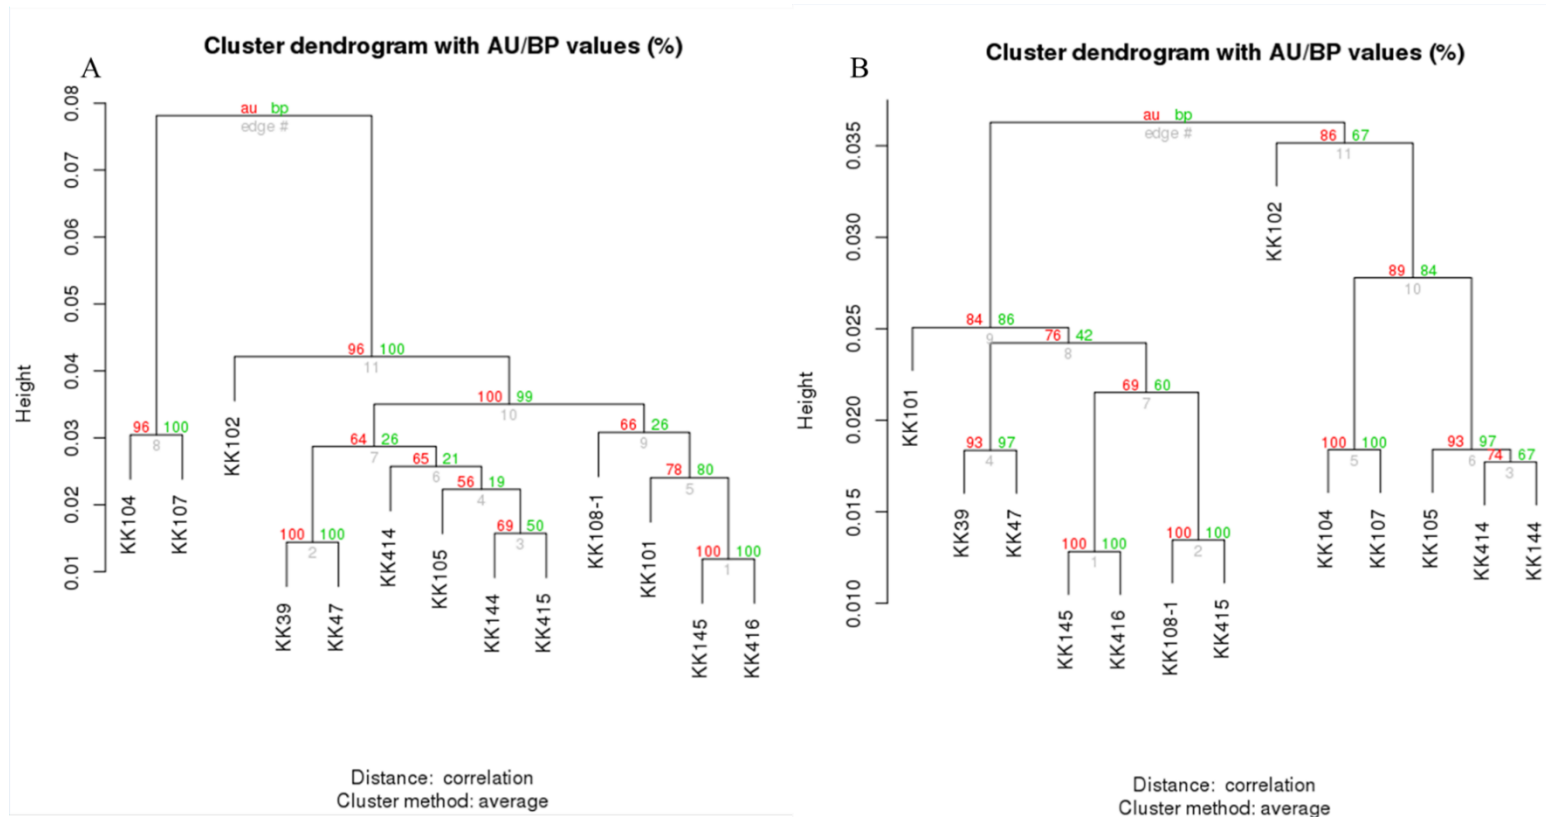 A
Cluster dendrogram with AU/BP values (%)
Height
0.08
0.07
0.06
0.05
0.04
0.03
0.02
0.01
au bp
edge #
96 100
11
100 99
10
96 100
8
66 26
9
64 26
7
65 21
6
78 80
5
56 19
4
69 50
3
100 100
2
100 100
1
KK104
KK107
KK102
KK39
KK47
KK414
KK105
KK144
KK415
KK108-1
KK101
KK145
KK416
Distance: correlation
Cluster method: average
B
Cluster dendrogram with AU/BP values (%)
Height
0.035
0.030
0.025
0.020
0.015
0.010
au bp
edge #
86 67
11
89 84
10
84 86
9
76 42
8
69 60
7
93 97
4
100 100
5
93 97
6
74 67
3
100 100
1
100 100
2
KK101
KK39
KK47
KK145
KK416
KK108-1
KK415
KK102
KK104
KK107
KK105
KK414
KK144
Distance: correlation
Cluster method: average